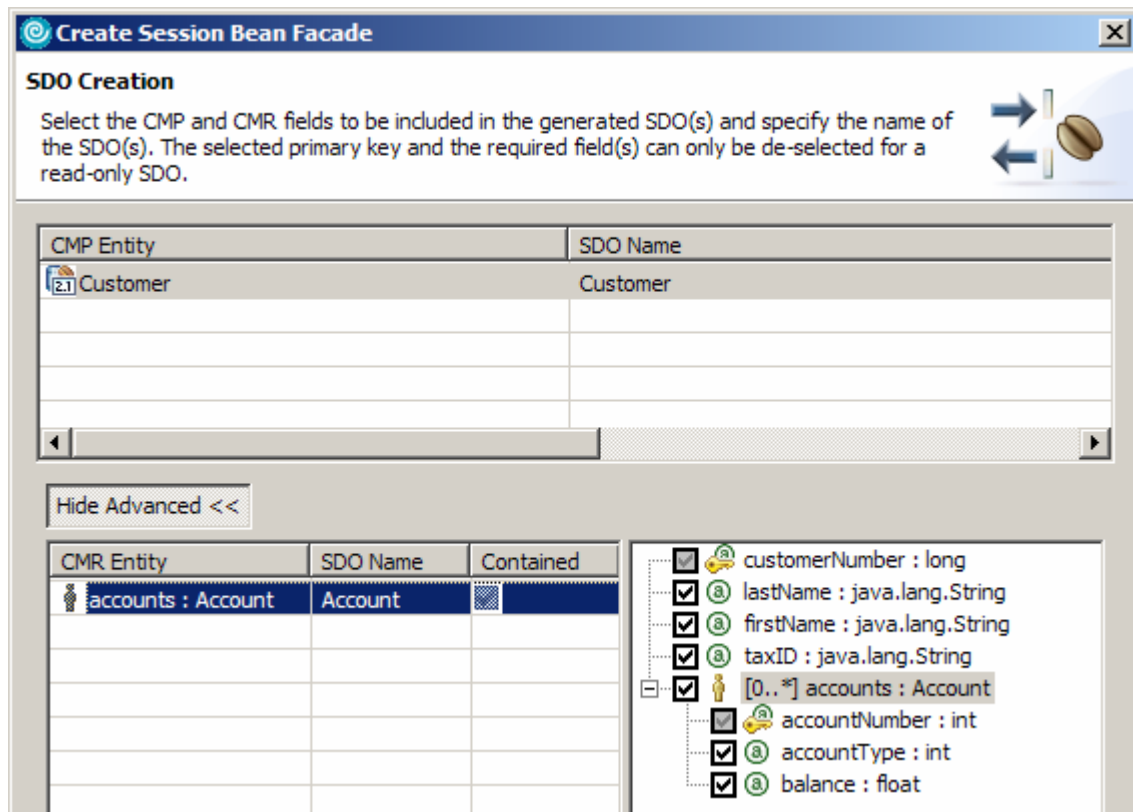 Create Session Bean Facade
SDO Creation
Select the CMP and CMR fields to be included in the generated SDO(s) and specify the name of
the SDO(s). The selected primary key and the required field(s) can only be de-selected for a
read-only SDO.
CMP Entity SDO Name
2.1 Customer Customer
Hide Advanced <<
CMR Entity SDO Name Contained
accounts : Account Account
customerNumber : long
lastName : java.lang.String
firstName : java.lang.String
taxID : java.lang.String
[0..*] accounts : Account
accountNumber : int
accountType : int
balance : float